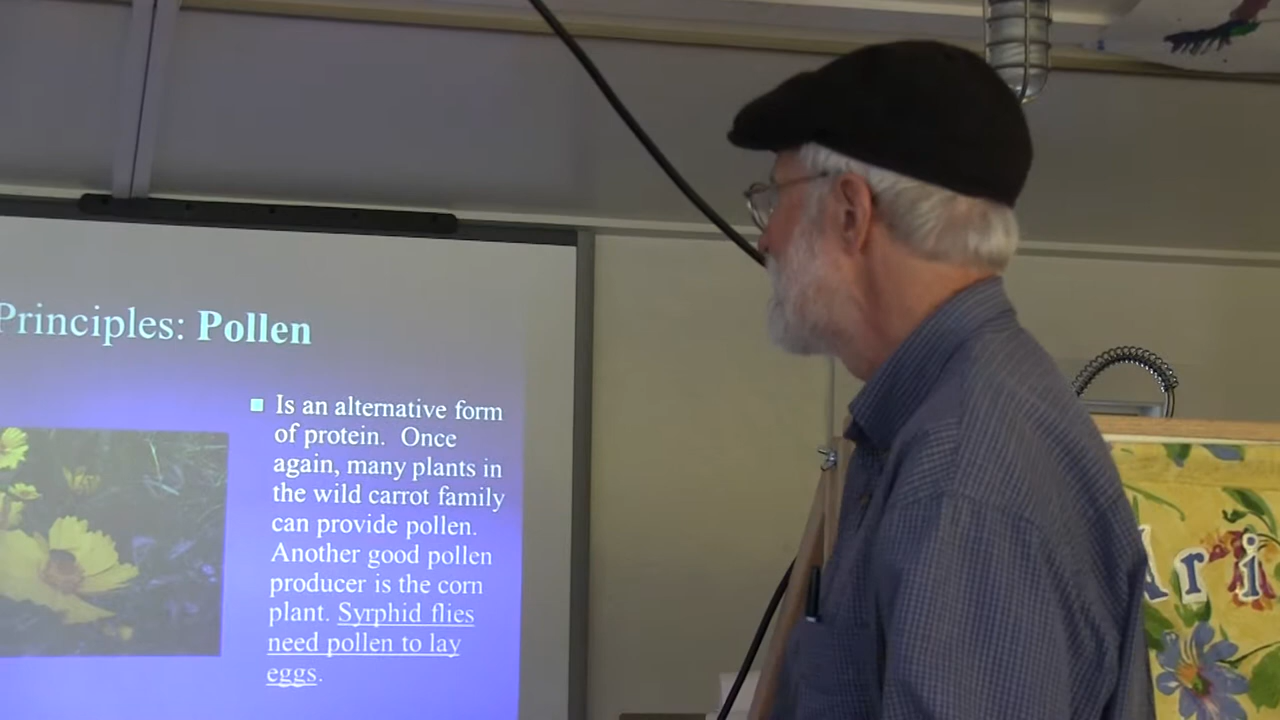 Principles: Pollen
Is an alternative form
of protein. Once
again, many plants in
the wild carrot family
can provide pollen.
Another good pollen
producer is the corn
plant. Syrphid flies
need pollen to lay
eggs.
Ari